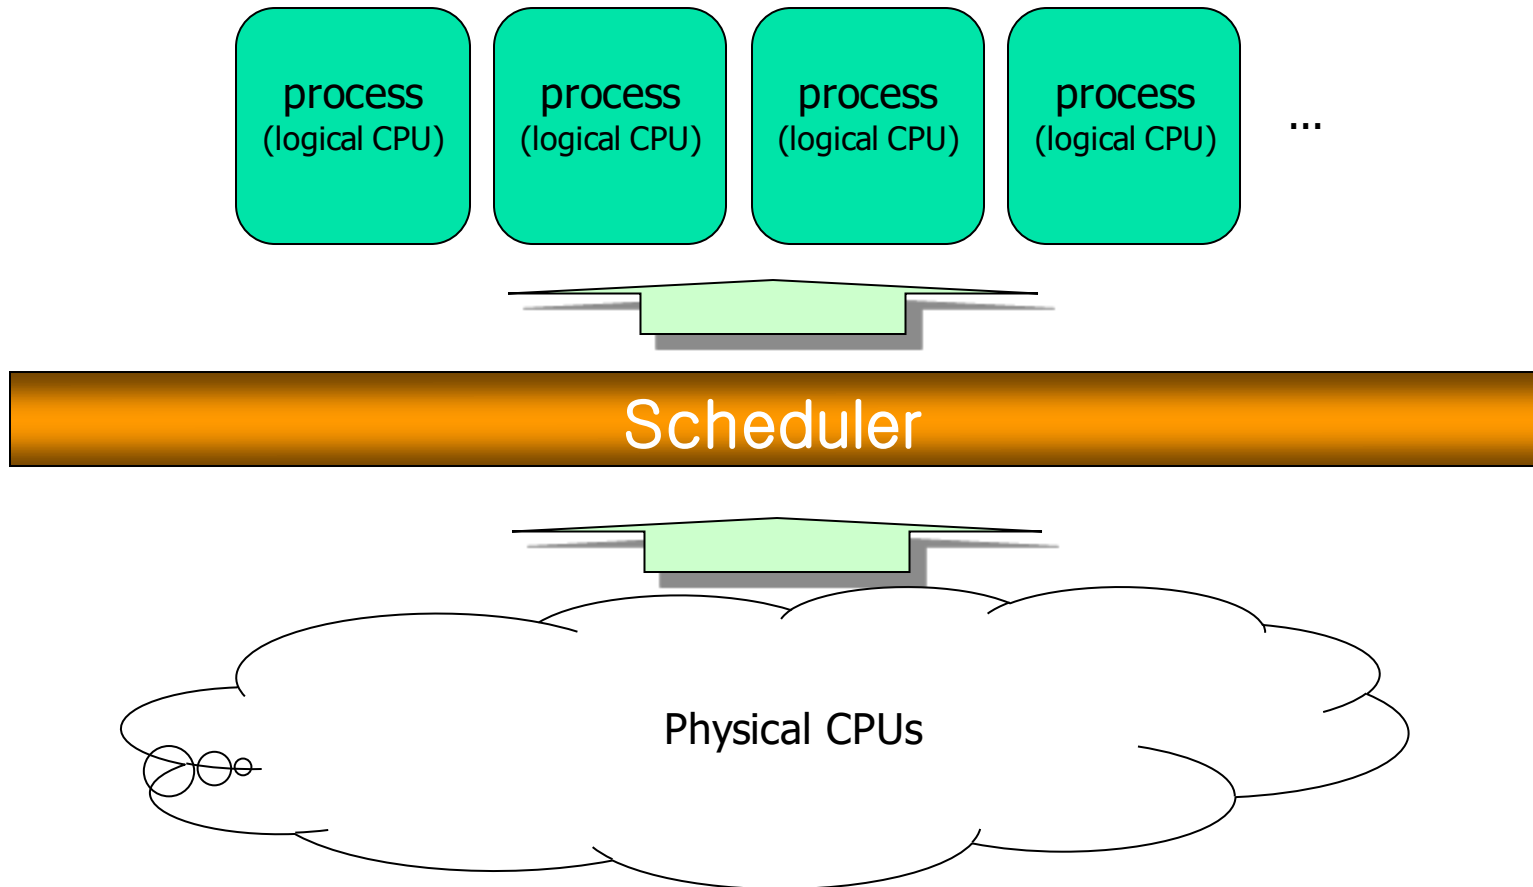 process
(logical CPU)
process
(logical CPU)
process
(logical CPU)
process
(logical CPU)
...
Scheduler
Physical CPUs